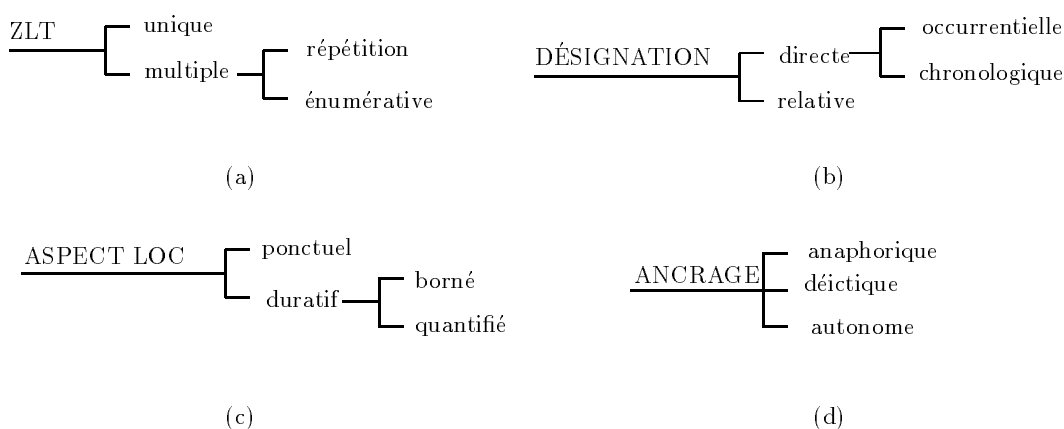 ZLT
unique
multiple
répétition
énumérative
(a)
DÉSIGNATION
directe
relative
occurrentielle
chronologique
(b)
ASPECT LOC
ponctuel
duratif
borné
quantifié
(c)
ANCRAGE
anaphorique
déictique
autonome
(d)